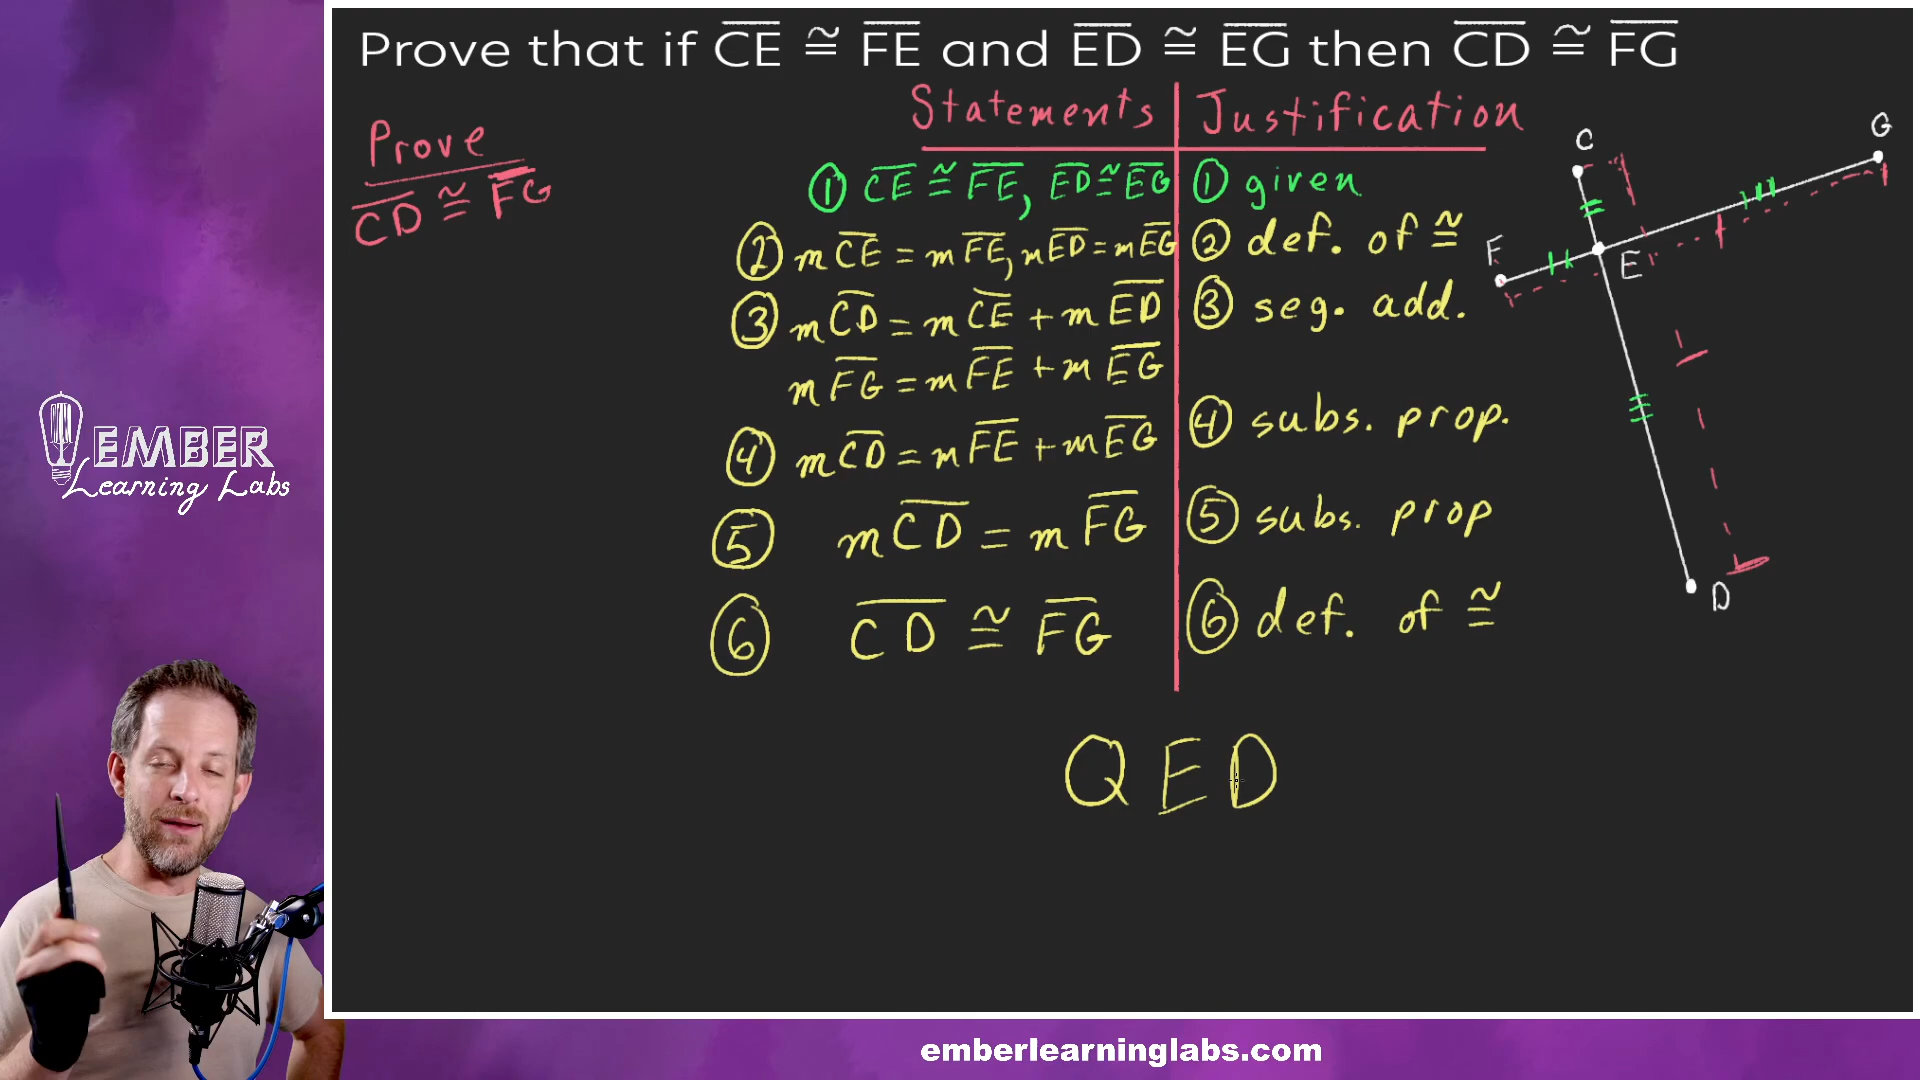 Prove that if CE ≅ FE and ED ≅ EG then CD ≅ FG
Prove
CD ≅ FG
Statements Justification
① CE ≅ FE, ED ≅ EG ① given
② mCE = mFE, mED = mEG ② def. of ≅
③ mCD = mCE + mED ③ seg. add.
mFG = mFE + mEG
④ mCD = mFE + mEG ④ subs. prop.
⑤ mCD = mFG ⑤ subs. prop
⑥ CD ≅ FG ⑥ def. of ≅
QED
C
G
F
E
D
EMBER
Learning Labs
emberlearninglabs.com